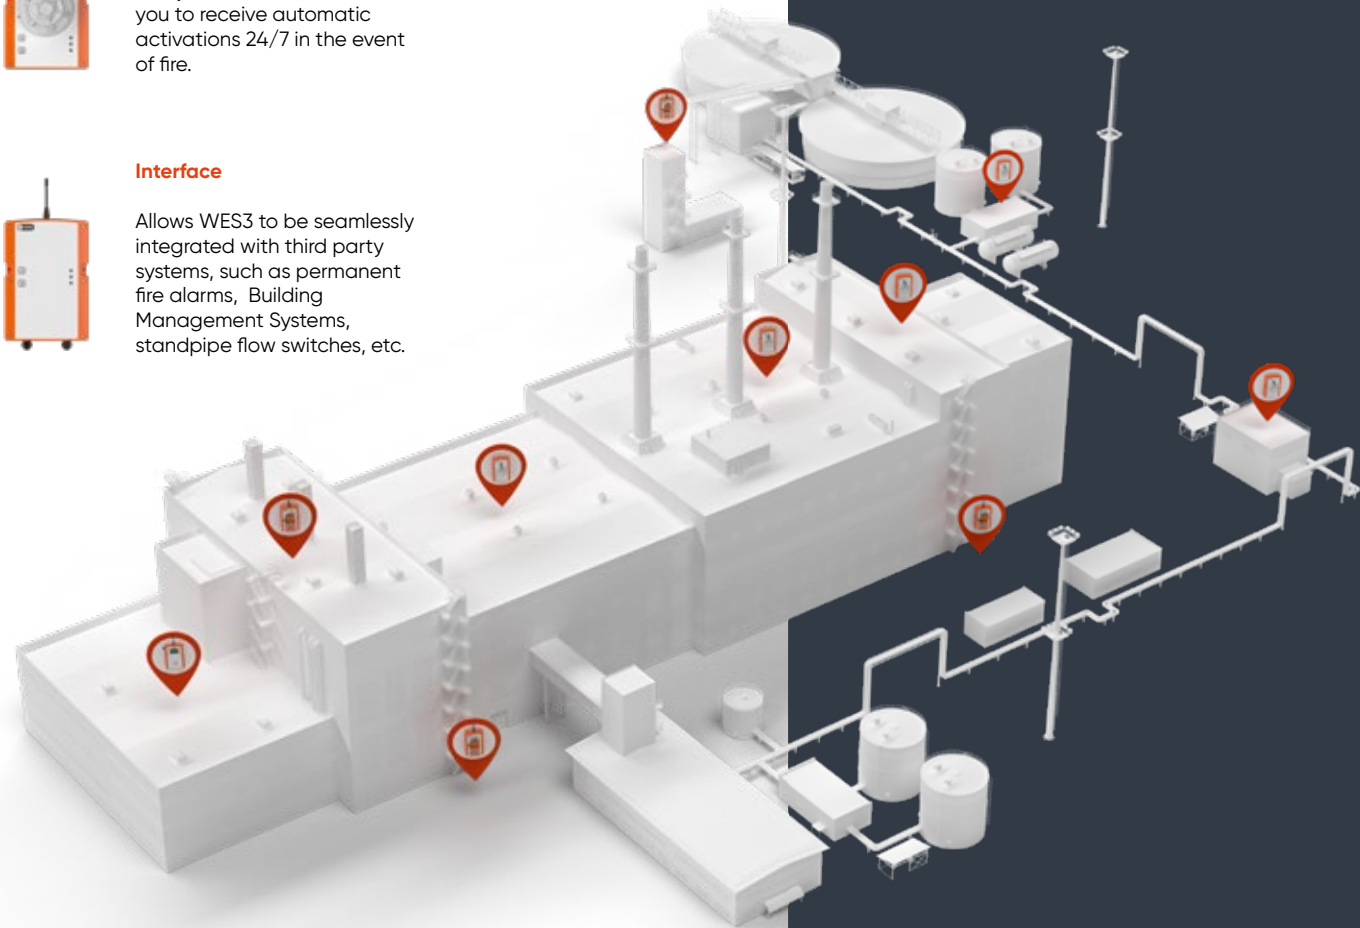 you to receive automatic
activations 24/7 in the event
of fire.
Interface
Allows WES3 to be seamlessly
integrated with third party
systems, such as permanent
fire alarms, Building
Management Systems,
standpipe flow switches, etc.